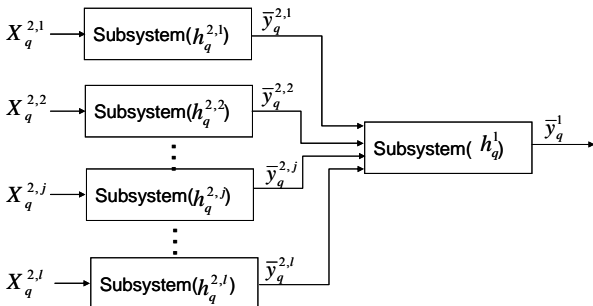 X_q^{2,1} Subsystem(h_q^{2,1}) ȳ_q^{2,1}
X_q^{2,2} Subsystem(h_q^{2,2}) ȳ_q^{2,2}
Subsystem( h_q^1) ȳ_q^1
X_q^{2,j} Subsystem(h_q^{2,j}) ȳ_q^{2,j}
X_q^{2,l} Subsystem(h_q^{2,l}) ȳ_q^{2,l}